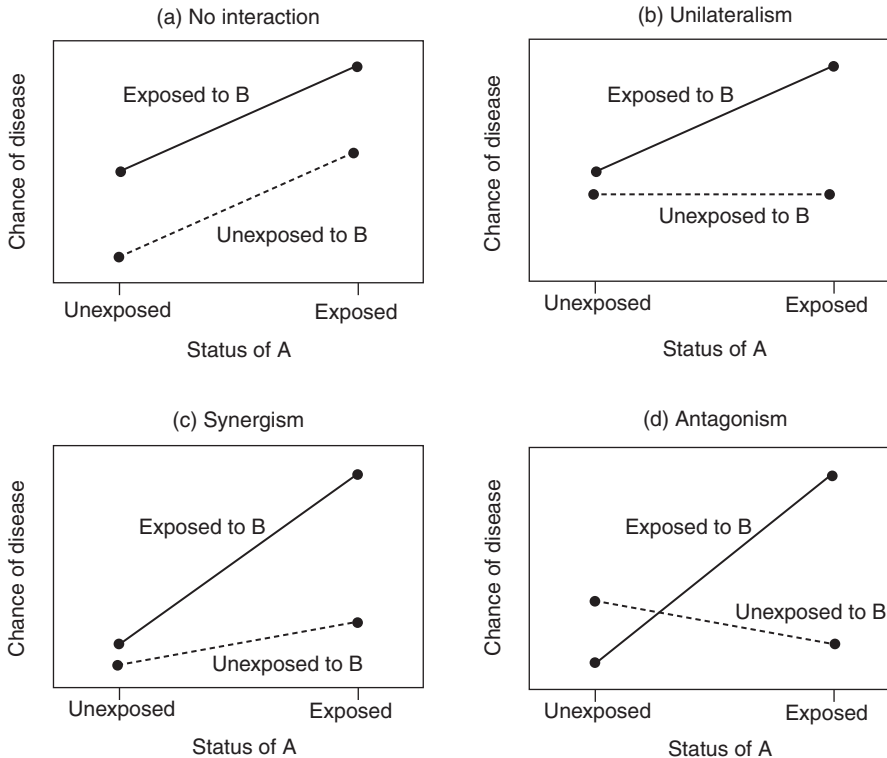 (a) No interaction
Chance of disease
Exposed to B
Unexposed to B
Unexposed
Exposed
Status of A
(b) Unilateralism
Chance of disease
Exposed to B
Unexposed to B
Unexposed
Exposed
Status of A
(c) Synergism
Chance of disease
Exposed to B
Unexposed to B
Unexposed
Exposed
Status of A
(d) Antagonism
Chance of disease
Exposed to B
Unexposed to B
Unexposed
Exposed
Status of A